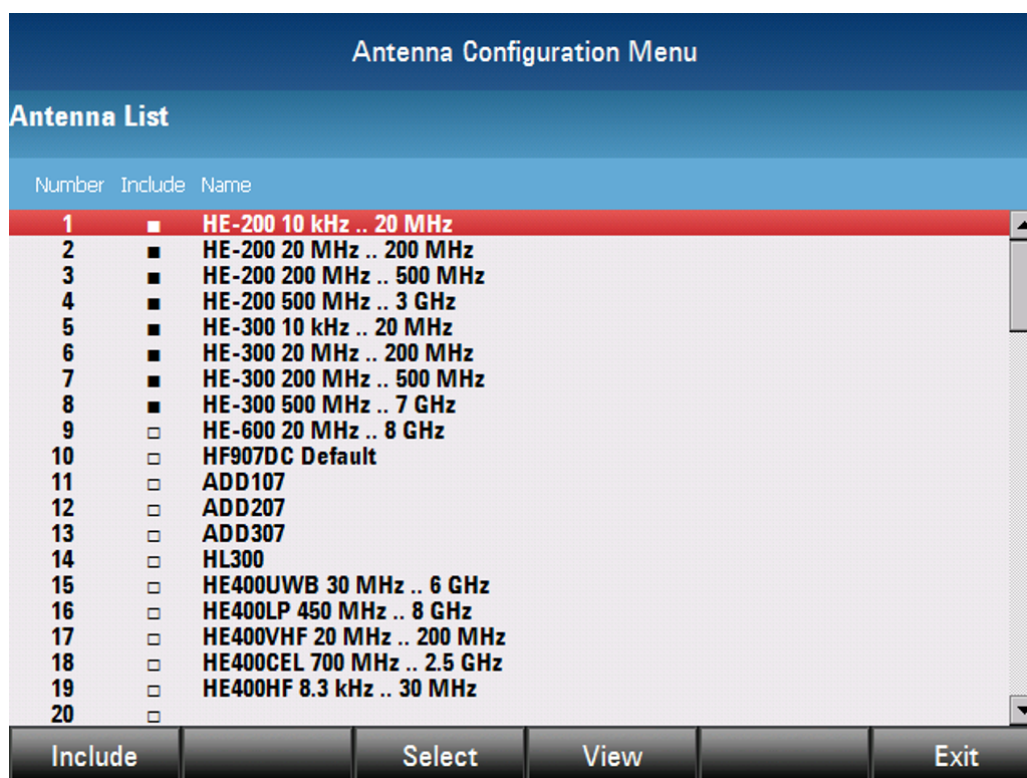 Antenna Configuration Menu
Antenna List
Number Include Name
1 ■ HE-200 10 kHz .. 20 MHz
2 ■ HE-200 20 MHz .. 200 MHz
3 ■ HE-200 200 MHz .. 500 MHz
4 ■ HE-200 500 MHz .. 3 GHz
5 ■ HE-300 10 kHz .. 20 MHz
6 ■ HE-300 20 MHz .. 200 MHz
7 ■ HE-300 200 MHz .. 500 MHz
8 ■ HE-300 500 MHz .. 7 GHz
9 □ HE-600 20 MHz .. 8 GHz
10 □ HF907DC Default
11 □ ADD107
12 □ ADD207
13 □ ADD307
14 □ HL300
15 □ HE400UWB 30 MHz .. 6 GHz
16 □ HE400LP 450 MHz .. 8 GHz
17 □ HE400VHF 20 MHz .. 200 MHz
18 □ HE400CEL 700 MHz .. 2.5 GHz
19 □ HE400HF 8.3 kHz .. 30 MHz
20 □
Include Select View Exit